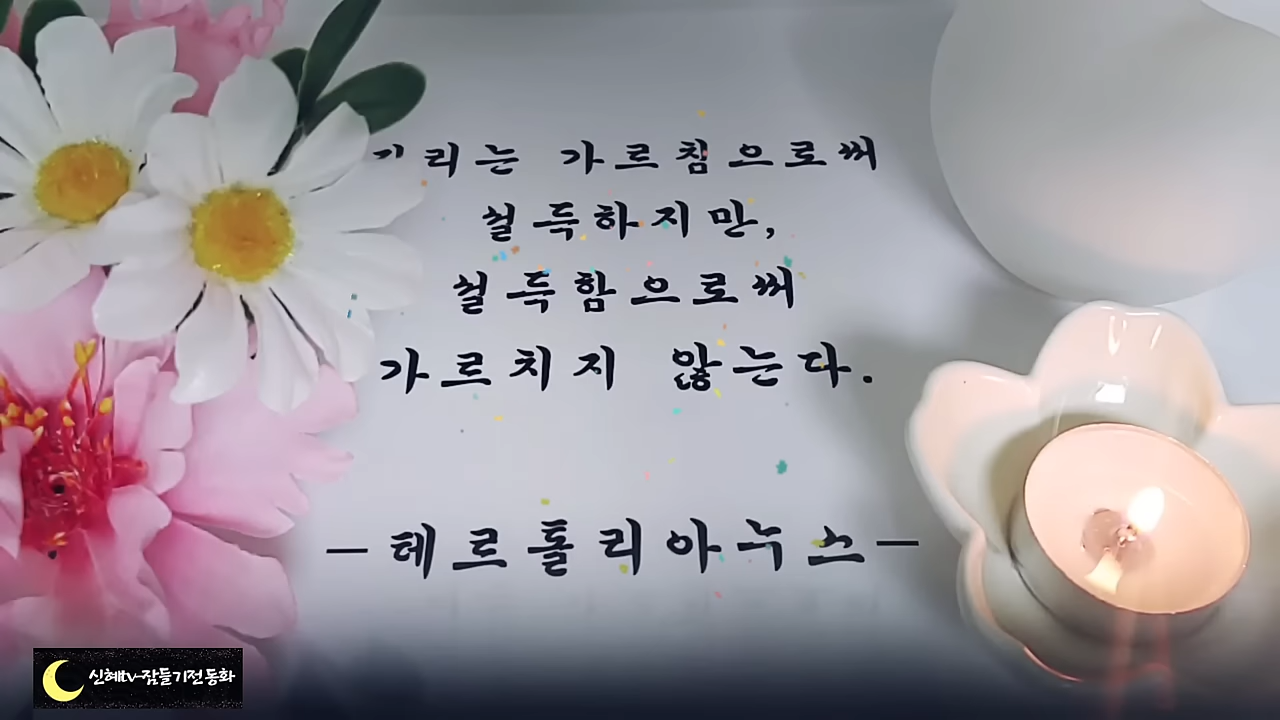 가르침으로써
설득하지만,
설득함으로써
가르치지 않는다.
-테르툴리아누스-
신혜tv-잠들기전동화